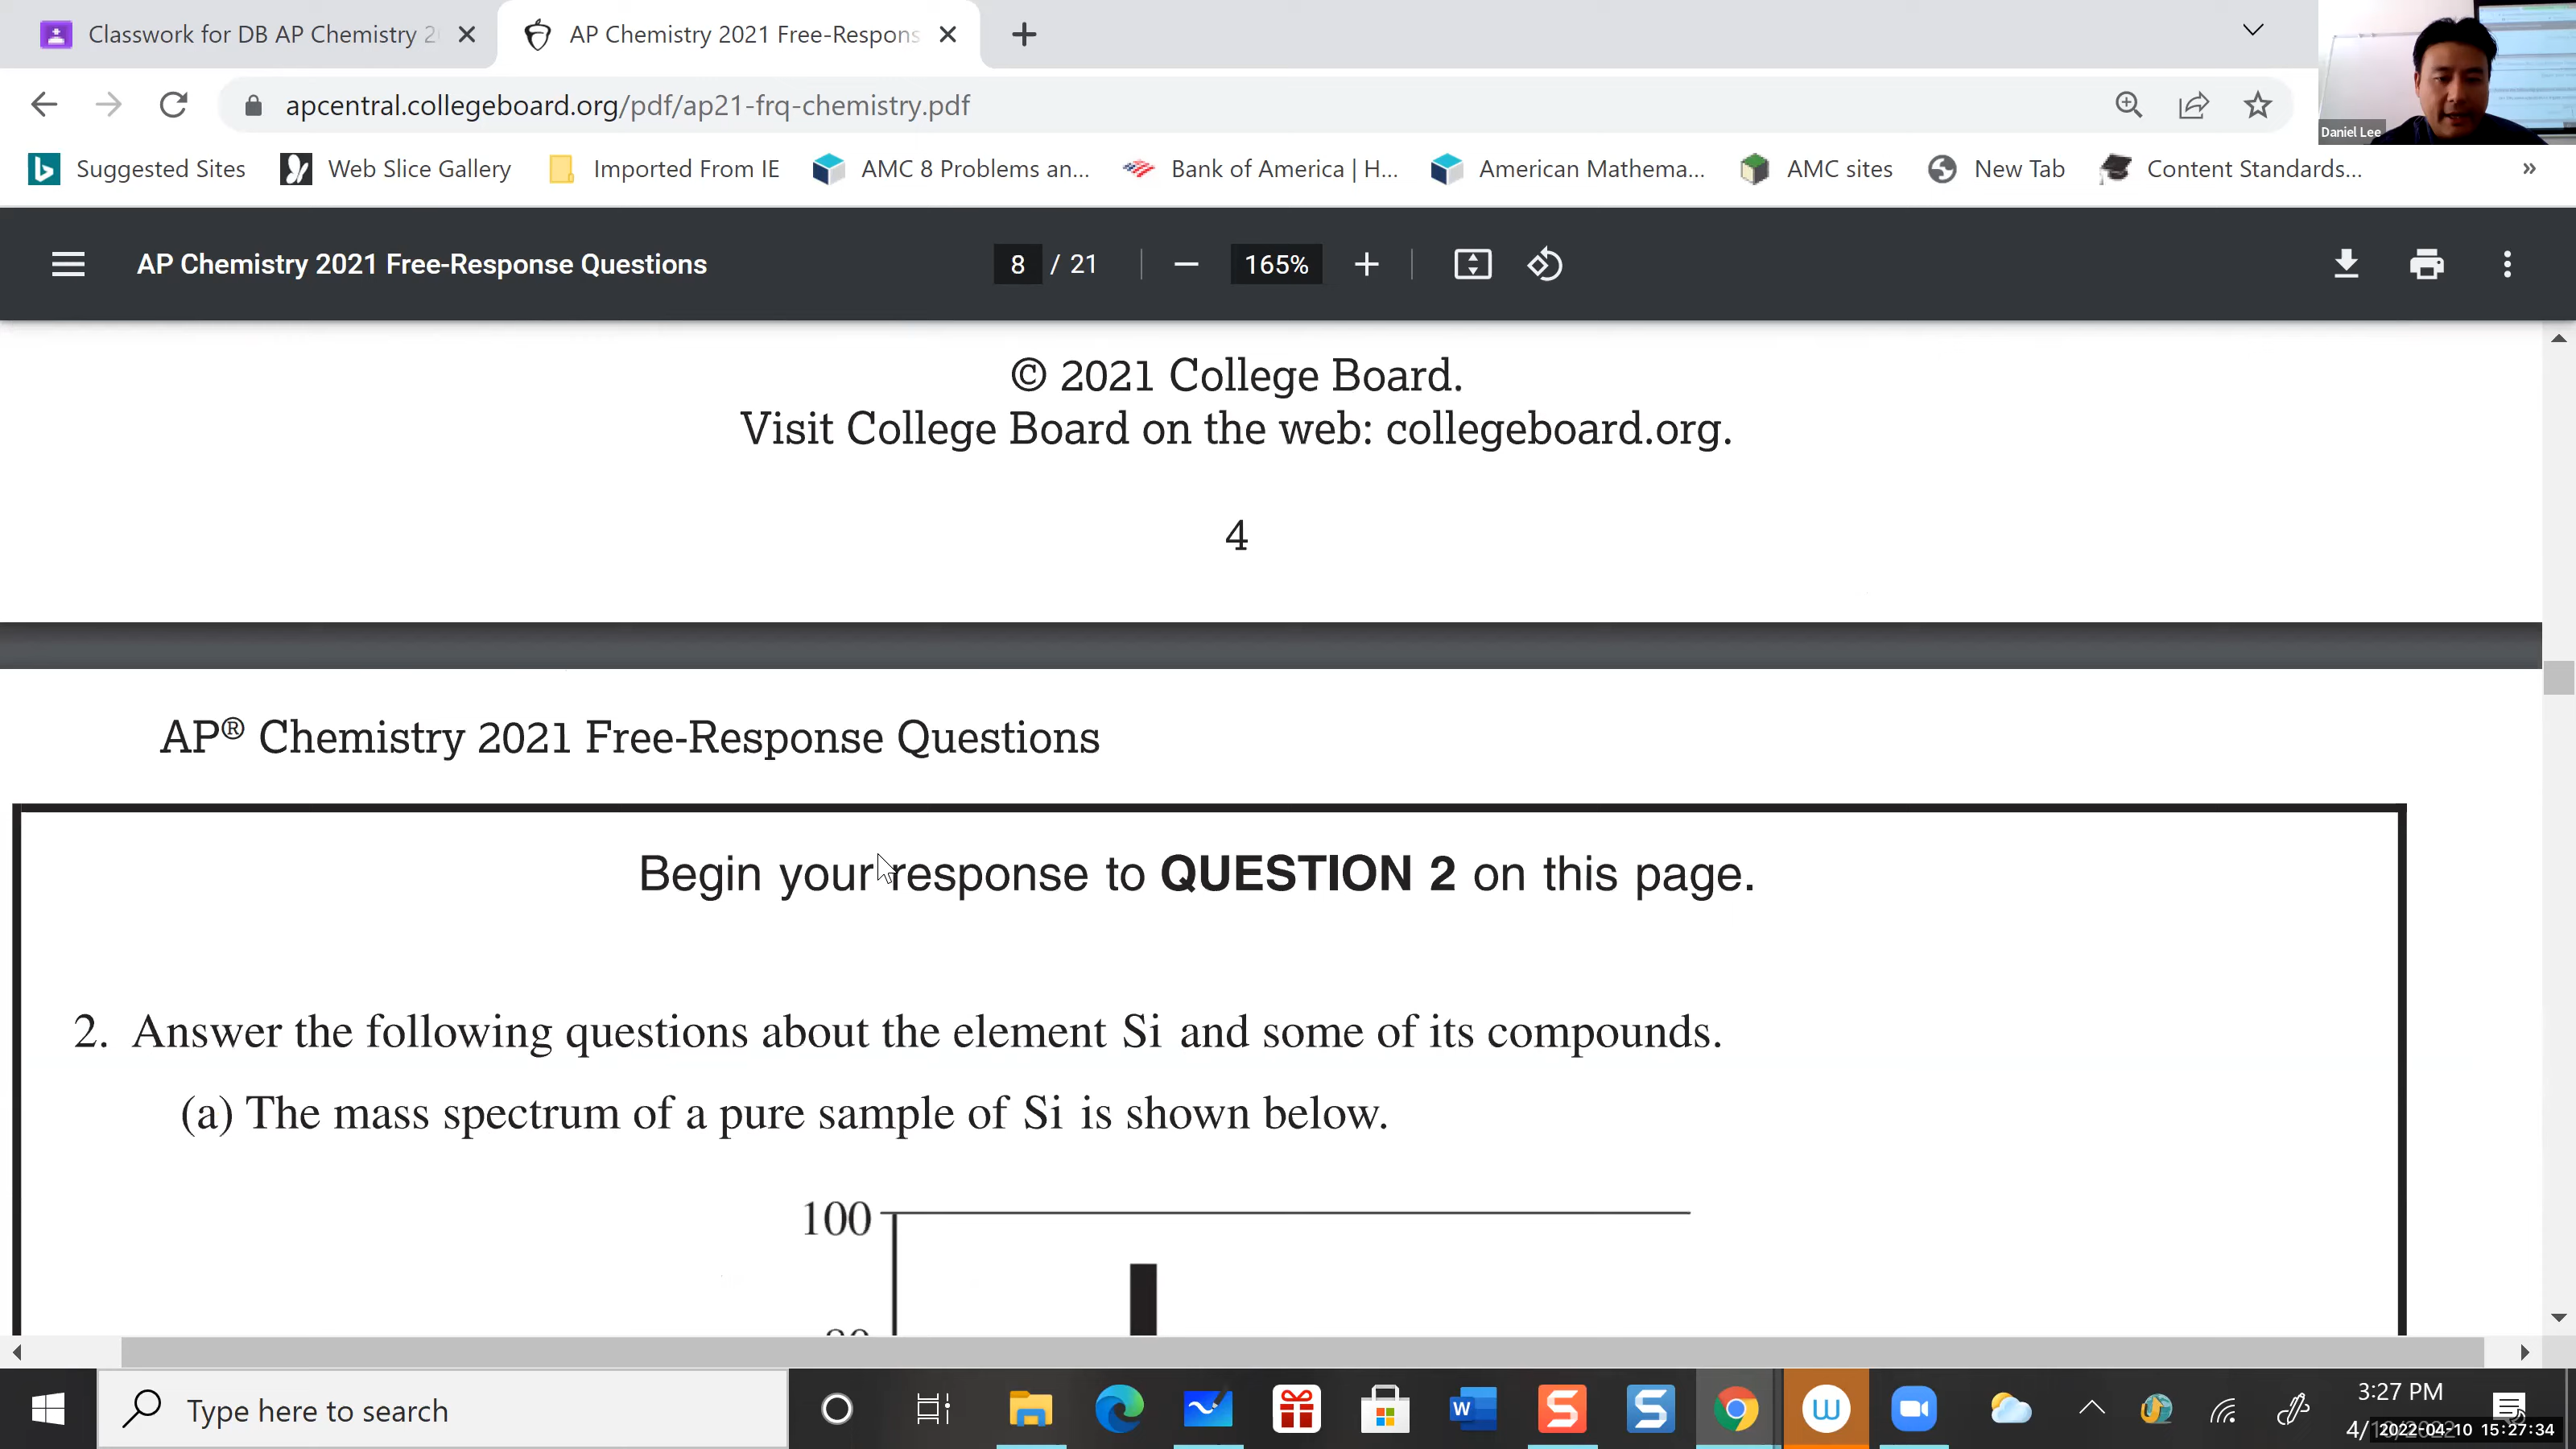 Classwork for DB AP Chemistry 2
AP Chemistry 2021 Free-Respons
apcentral.collegeboard.org/pdf/ap21-frq-chemistry.pdf
Daniel Lee
Suggested Sites
Web Slice Gallery
Imported From IE
AMC 8 Problems an...
Bank of America | H...
American Mathema...
AMC sites
New Tab
Content Standards...
»
AP Chemistry 2021 Free-Response Questions
8 / 21
165%
© 2021 College Board.
Visit College Board on the web: collegeboard.org.
4
AP® Chemistry 2021 Free-Response Questions
Begin your response to QUESTION 2 on this page.
2. Answer the following questions about the element Si and some of its compounds.
(a) The mass spectrum of a pure sample of Si is shown below.
100
Type here to search
3:27 PM
2022-04-10 15:27:34